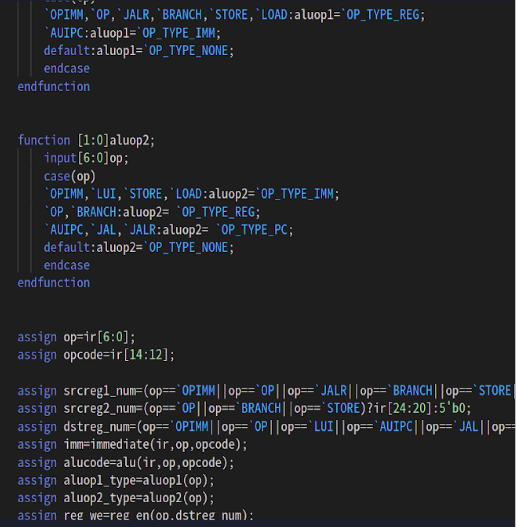 `OPIMM,`OP,`JALR,`BRANCH,`STORE,`LOAD:aluop1=`OP_TYPE_REG;
`AUIPC:aluop1=`OP_TYPE_IMM;
default:aluop1=`OP_TYPE_NONE;
endcase
endfunction
function [1:0]aluop2;
input[6:0]op;
case(op)
`OPIMM,`LUI,`STORE,`LOAD:aluop2=`OP_TYPE_IMM;
`OP,`BRANCH:aluop2= `OP_TYPE_REG;
`AUIPC,`JAL,`JALR:aluop2= `OP_TYPE_PC;
default:aluop2=`OP_TYPE_NONE;
endcase
endfunction
assign op=ir[6:0];
assign opcode=ir[14:12];
assign srcreg1_num=(op==`OPIMM||op==`OP||op==`JALR||op==`BRANCH||op==`STORE|
assign srcreg2_num=(op==`OP||op==`BRANCH||op==`STORE)?ir[24:20]:5'b0;
assign dstreg_num=(op==`OPIMM||op==`OP||op==`LUI||op==`AUIPC||op==`JAL||op==
assign imm=immediate(ir,op,opcode);
assign alucode=alu(ir,op,opcode);
assign aluop1_type=aluop1(op);
assign aluop2_type=aluop2(op);
assign reg_we=reg_en(op,dstreg_num);